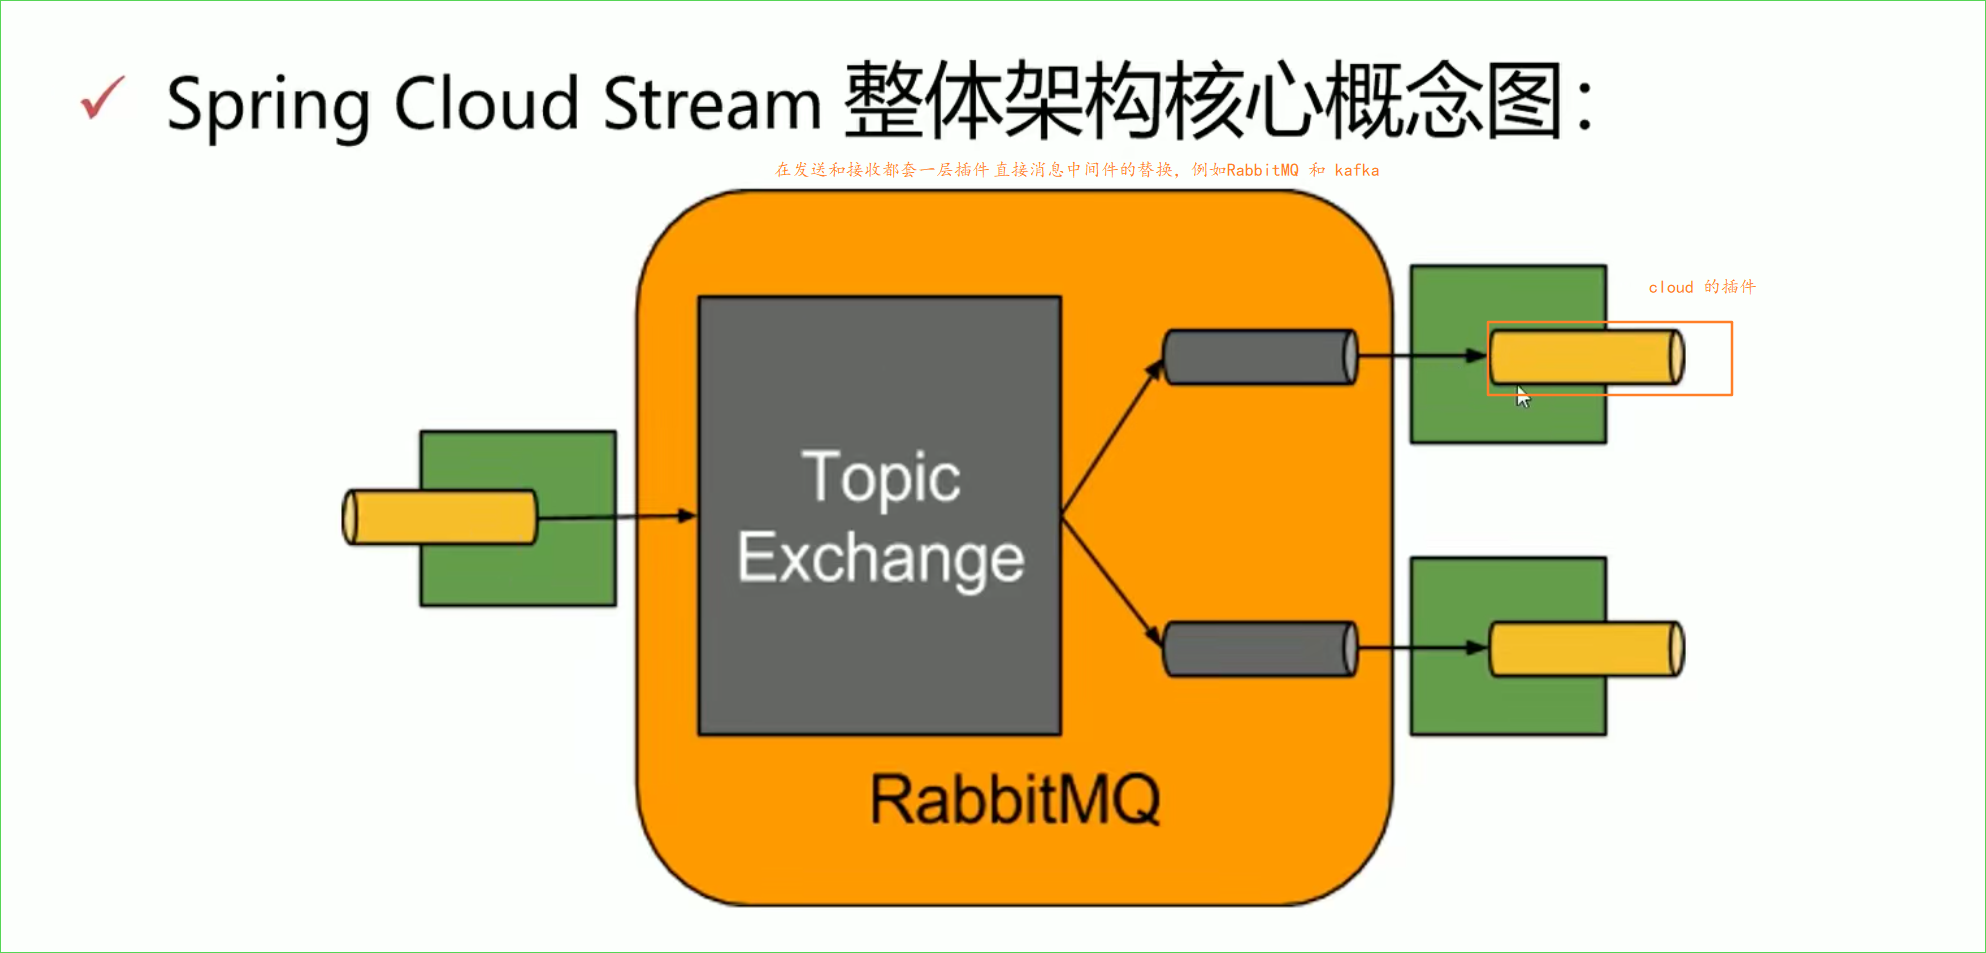 Spring Cloud Stream 整体架构核心概念图：
在发送和接收都套一层插件直接消息中间件的替换，例如RabbitMQ 和 kafka
cloud 的插件
Topic
Exchange
RabbitMQ